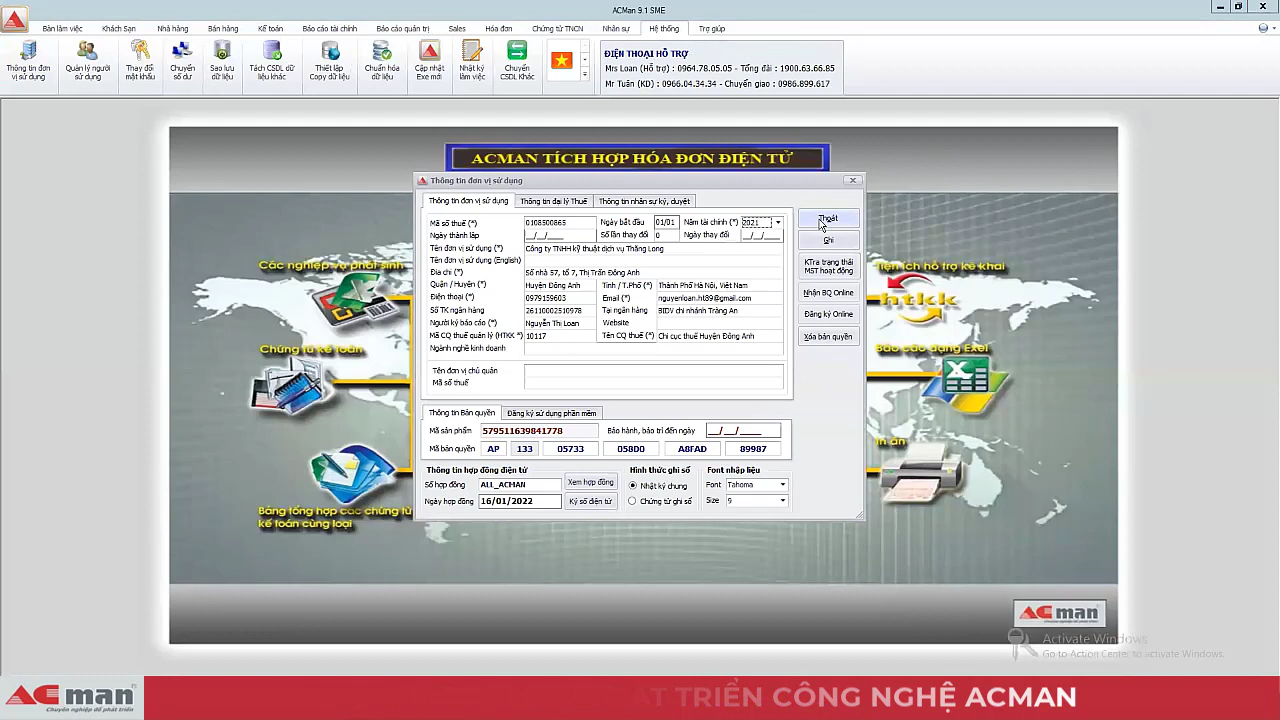 ACMan 9.1 SME
Bàn làm việc Khách Sạn Nhà hàng Bán hàng Kế toán Báo cáo tài chính Báo cáo quản trị Sales Hóa đơn Chứng từ TNCN Nhân sự Hệ thống Trợ giúp
Thông tin đơn vị sử dụng
Quản lý người sử dụng
Thay đổi mật khẩu
Chuyển số dư
Sao lưu dữ liệu
Tách CSDL dữ liệu khác
Thiết lập Copy dữ liệu
Chuẩn hóa dữ liệu
Cập nhật Exe mới
Nhật ký làm việc
Chuyển CSDL Khác
ĐIỆN THOẠI HỖ TRỢ
Mrs Loan (Hỗ trợ) : 0964.78.05.05 - Tổng đài : 1900.63.66.85
Mr Tuân (KD) : 0966.04.34.34 - Chuyển giao : 0986.899.617
ACMAN TÍCH HỢP HÓA ĐƠN ĐIỆN TỬ
Thông tin đơn vị sử dụng
Thông tin đơn vị sử dụng Thông tin đại lý Thuế Thông tin nhân sự ký, duyệt
Mã số thuế (*) 0108500865 Ngày bắt đầu 01/01 Năm tài chính (*) 2021
Ngày thành lập __/__/____ Số lần thay đổi 0 Ngày thay đổi __/__/____
Tên đơn vị sử dụng (*) Công ty TNHH kỹ thuật dịch vụ Thăng Long
Tên đơn vị sử dụng (English)
Địa chỉ (*) Số nhà 57, tổ 7, Thị Trấn Đông Anh
Quận / Huyện (*) Huyện Đông Anh Tỉnh / T.Phố (*) Thành Phố Hà Nội, Việt Nam
Điện thoại (*) 0979159603 Email (*) nguyenloan.ht89@gmail.com
Số TK ngân hàng 26110002510978 Tại ngân hàng BIDV chi nhánh Tràng An
Người ký báo cáo (*) Nguyễn Thị Loan Website
Mã CQ thuế quản lý (HTKK *) 10117 Tên CQ thuế (*) Chi cục thuế Huyện Đông Anh
Ngành nghề kinh doanh
Tên đơn vị chủ quản
Mã số thuế
Thoát
Ghi
KTra trạng thái MST hoạt động
Nhận BQ Online
Đăng ký Online
Xóa bản quyền
Thông tin Bản quyền Đăng ký sử dụng phần mềm
Mã sản phẩm 579511639841778 Bảo hành, bảo trì đến ngày __/__/____
Mã bản quyền AP 133 05733 058D0 A8FAD 89987
Thông tin hợp đồng điện tử Hình thức ghi sổ Font nhập liệu
Số hợp đồng ALL_ACMAN Xem hợp đồng Nhật ký chung Font Tahoma
Ngày hợp đồng 16/01/2022 Ký số điện tử Chứng từ ghi sổ Size 9
Các nghiệp vụ phát sinh
Chứng từ kế toán
Bảng tổng hợp các chứng từ
kế toán cùng loại
Tiện ích hỗ trợ kê khai
htkk
Báo cáo dạng Exel
in ấn
ACman
Activate Windows
Go to Action Center to activate Windows.
ACman
Chuyên nghiệp để phát triển
ÁT TRIỂN CÔNG NGHỆ ACMAN